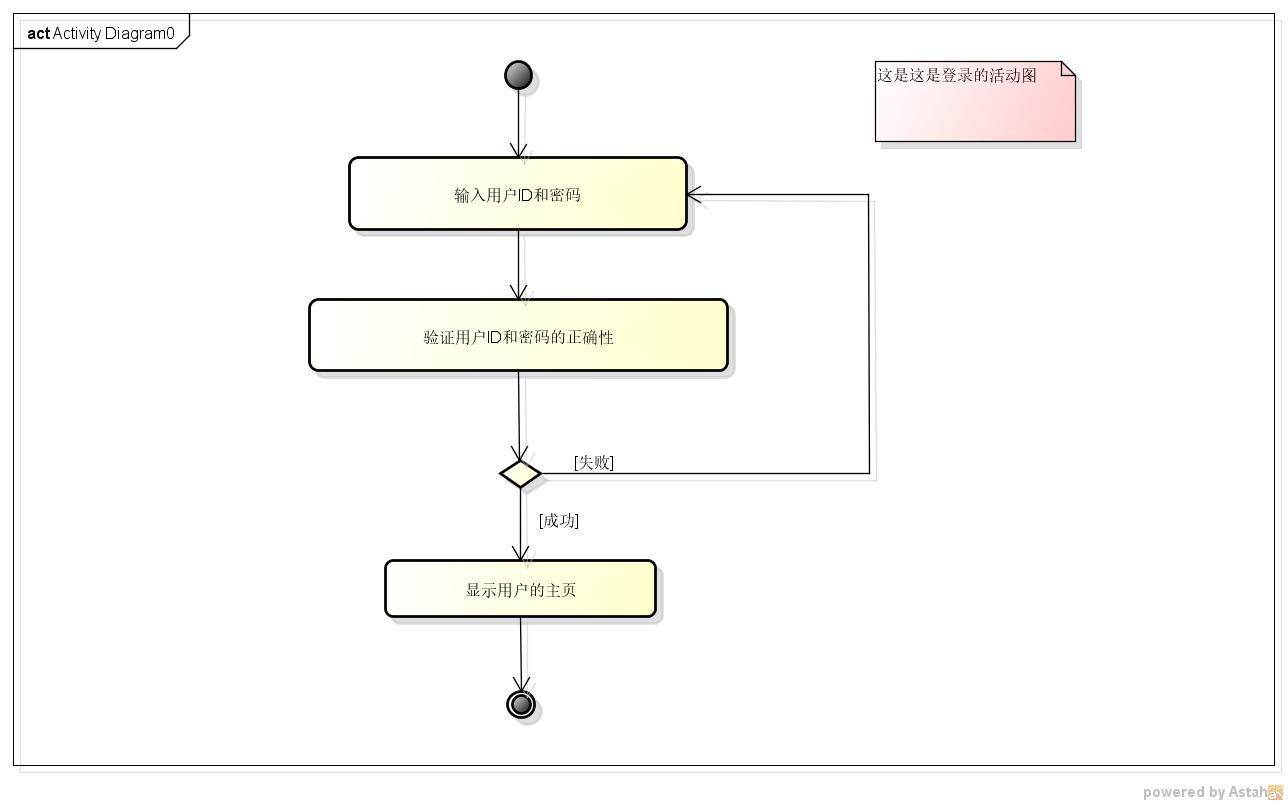 act Activity Diagram0
这是这是登录的活动图
输入用户ID和密码
验证用户ID和密码的正确性
[失败]
[成功]
显示用户的主页
powered by Astah